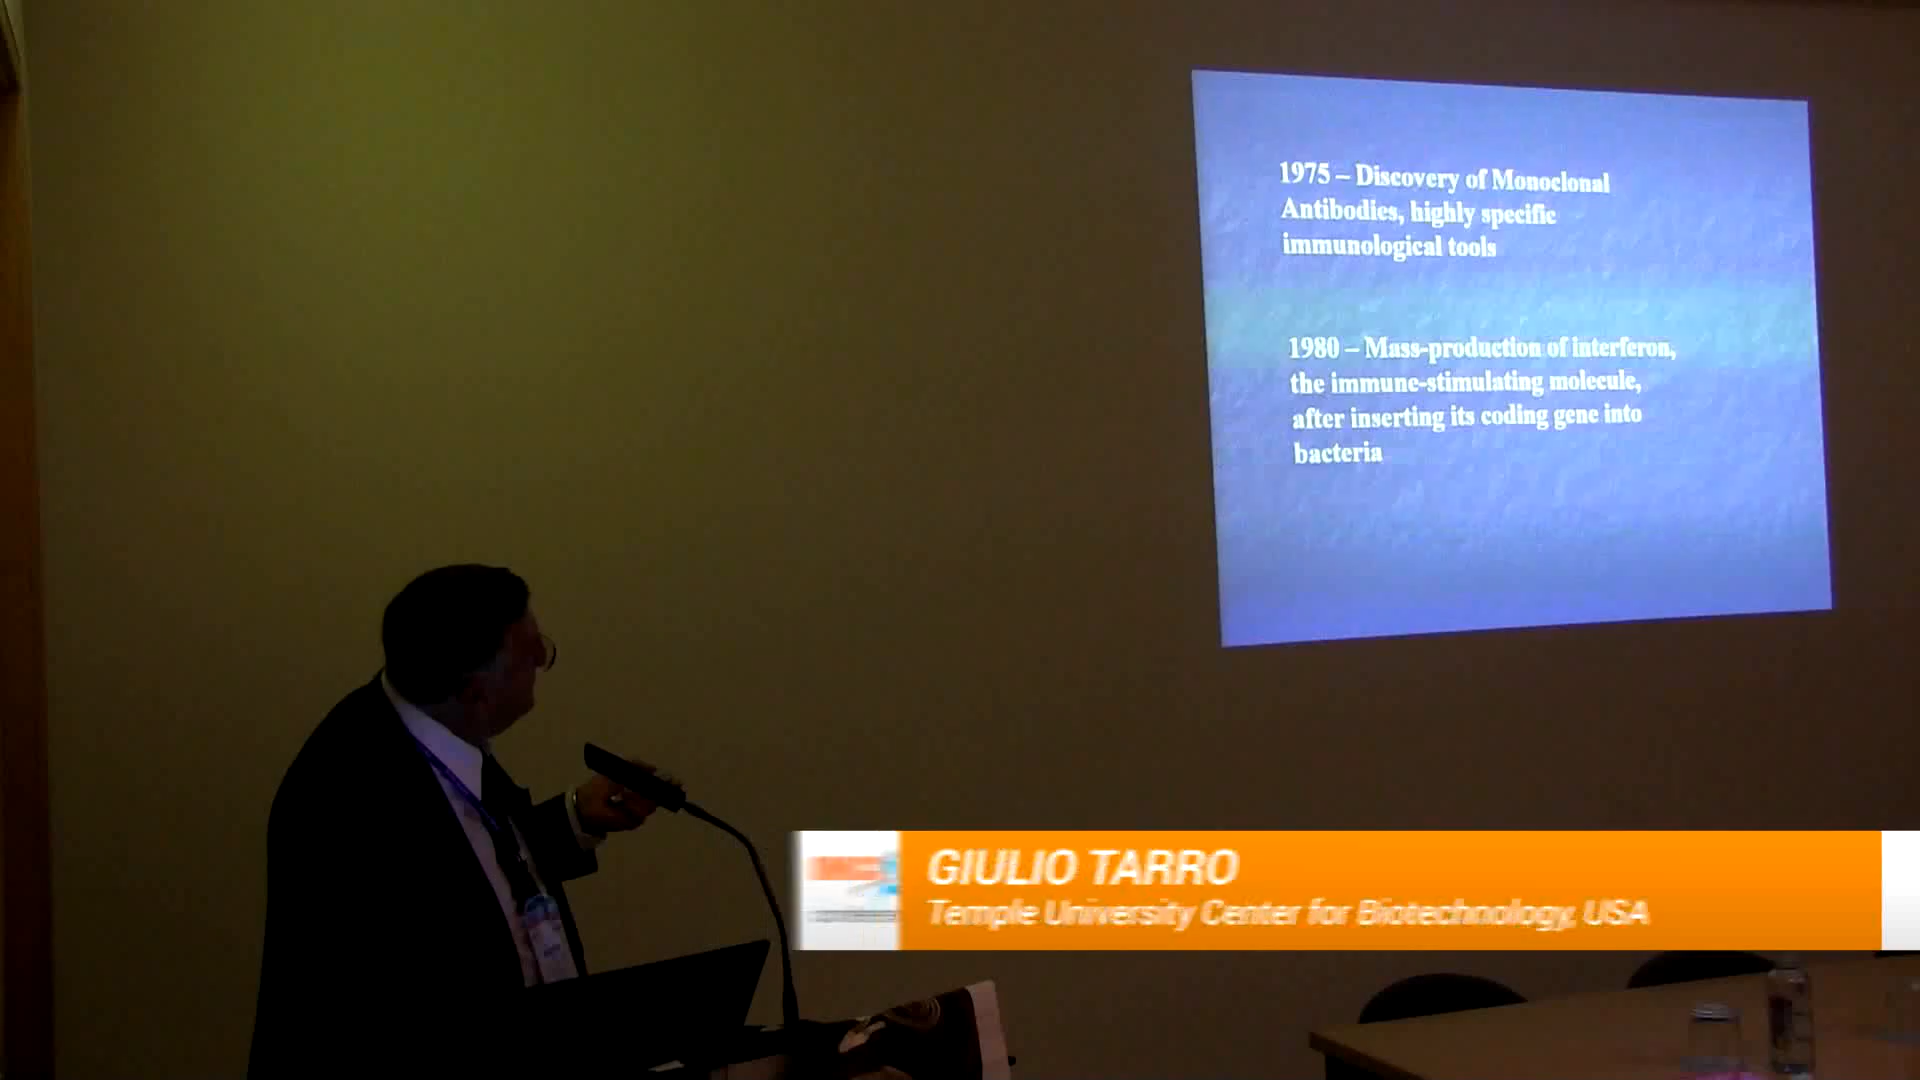 1975 – Discovery of Monoclonal
Antibodies, highly specific
immunological tools
1980 – Mass-production of interferon,
the immune-stimulating molecule,
after inserting its coding gene into
bacteria
GIULIO TARRO
Temple University Center for Biotechnology, USA